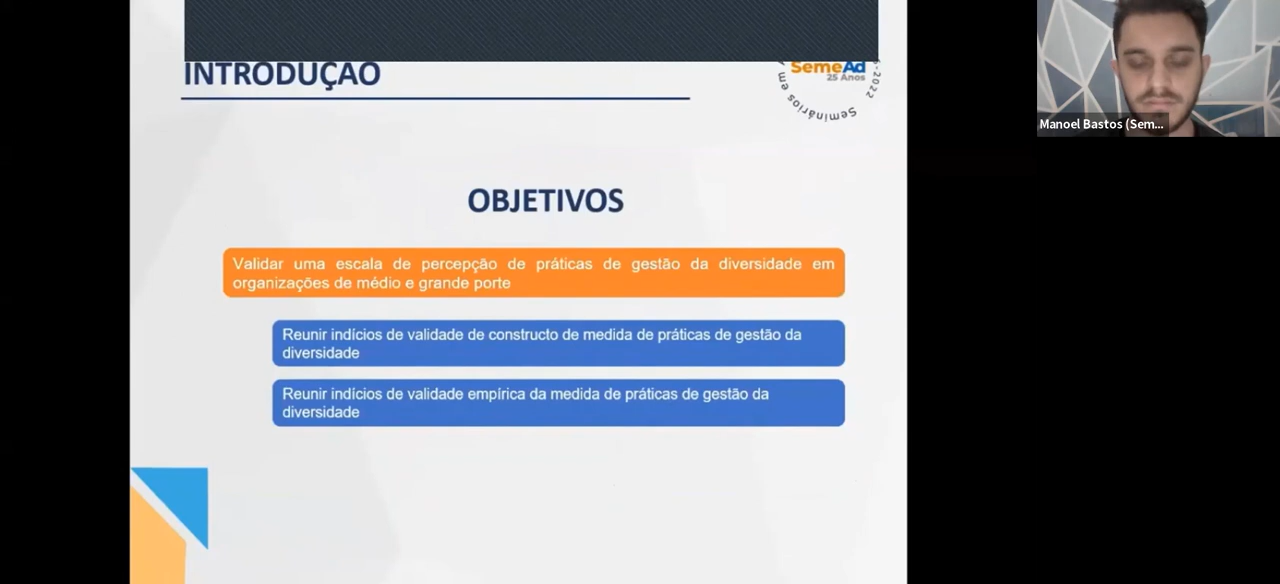 INTRODUÇÃO
SemeAd
25 Anos
Seminários em
-2022
OBJETIVOS
Validar uma escala de percepção de práticas de gestão da diversidade em
organizações de médio e grande porte
Reunir indícios de validade de constructo de medida de práticas de gestão da
diversidade
Reunir indícios de validade empírica da medida de práticas de gestão da
diversidade
Manoel Bastos (Sem...